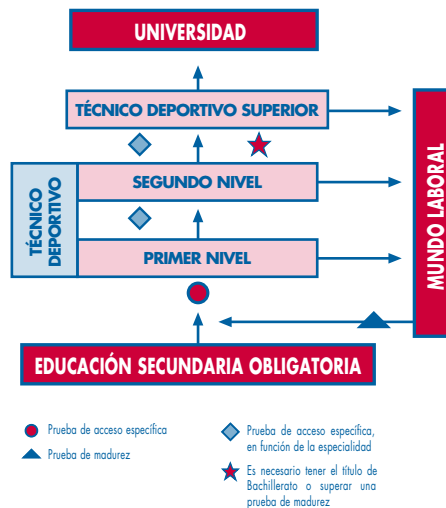 UNIVERSIDAD
TÉCNICO DEPORTIVO SUPERIOR
SEGUNDO NIVEL
TÉCNICO
DEPORTIVO
PRIMER NIVEL
MUNDO LABORAL
EDUCACIÓN SECUNDARIA OBLIGATORIA
Prueba de acceso específica
Prueba de madurez
Prueba de acceso específica,
en función de la especialidad
Es necesario tener el título de
Bachillerato o superar una
prueba de madurez